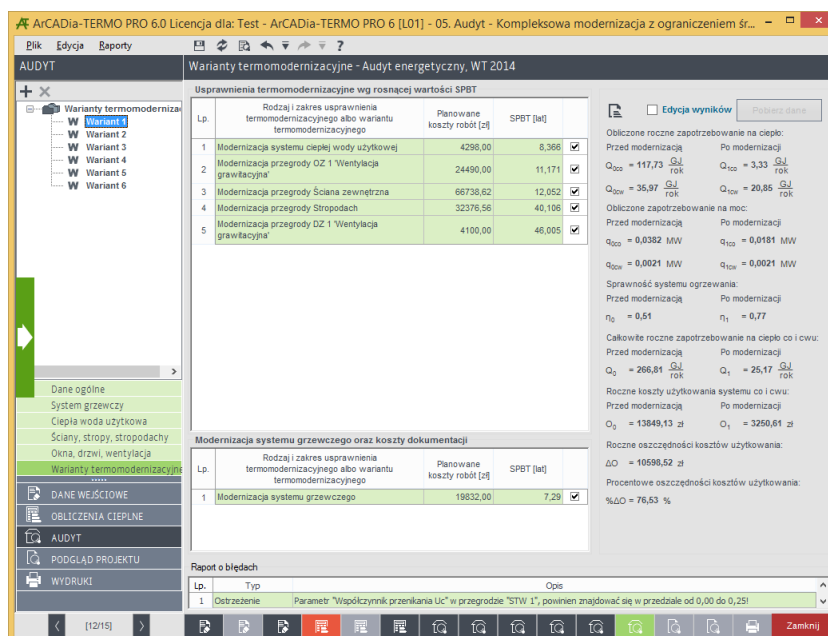 ArCADia-TERMO PRO 6.0 Licencja dla: Test - ArCADia-TERMO PRO 6 [L01] - 05. Audyt - Kompleksowa modernizacja z ograniczeniem śr...
Plik Edycja Raporty ?
AUDYT
Warianty termomodernizacyjne - Audyt energetyczny, WT 2014
Warianty termomodernizac
W Wariant 1
W Wariant 2
W Wariant 3
W Wariant 4
W Wariant 5
W Wariant 6
Dane ogólne
System grzewczy
Ciepła woda użytkowa
Ściany, stropy, stropodachy
Okna, drzwi, wentylacja
Warianty termomodernizacyjne
DANE WEJŚCIOWE
OBLICZENIA CIEPLNE
AUDYT
PODGLĄD PROJEKTU
WYDRUKI
[12/15]
Usprawnienia termomodernizacyjne wg rosnącej wartości SPBT
Lp. Rodzaj i zakres usprawnienia termomodernizacyjnego albo wariantu termomodernizacyjnego Planowane koszty robót [zł] SPBT [lat]
1 Modernizacja systemu ciepłej wody użytkowej 4298,00 8,366
2 Modernizacja przegrody OZ 1 'Wentylacja grawitacyjna' 24490,00 11,171
3 Modernizacja przegrody Ściana zewnętrzna 66738,62 12,052
4 Modernizacja przegrody Stropodach 32376,56 40,106
5 Modernizacja przegrody DZ 1 'Wentylacja grawitacyjna' 4100,00 46,005
Modernizacja systemu grzewczego oraz koszty dokumentacji
Lp. Rodzaj i zakres usprawnienia termomodernizacyjnego albo wariantu termomodernizacyjnego Planowane koszty robót [zł] SPBT [lat]
1 Modernizacja systemu grzewczego 19832,00 7,29
Edycja wyników Pobierz dane
Obliczone roczne zapotrzebowanie na ciepło:
Przed modernizacją Po modernizacji
Q0co = 117,73 GJ/rok Q1co = 3,33 GJ/rok
Q0cw = 35,97 GJ/rok Q1cw = 20,85 GJ/rok
Obliczone zapotrzebowanie na moc:
Przed modernizacją Po modernizacji
q0co = 0,0382 MW q1co = 0,0181 MW
q0cw = 0,0021 MW q1cw = 0,0021 MW
Sprawność systemu ogrzewania:
Przed modernizacją Po modernizacji
η0 = 0,51 η1 = 0,77
Całkowite roczne zapotrzebowanie na ciepło co i cwu:
Przed modernizacją Po modernizacji
Q0 = 266,81 GJ/rok Q1 = 25,17 GJ/rok
Roczne koszty użytkowania systemu co i cwu:
Przed modernizacją Po modernizacji
O0 = 13849,13 zł O1 = 3250,61 zł
Roczne oszczędności kosztów użytkowania:
ΔO = 10598,52 zł
Procentowe oszczędności kosztów użytkowania:
%ΔO = 76,53 %
Raport o błędach
Lp. Typ Opis
1 Ostrzeżenie Parametr "Współczynnik przenikania Uc" w przegrodzie "STW 1", powinien znajdować się w przedziale od 0,00 do 0,25!
Zamknij